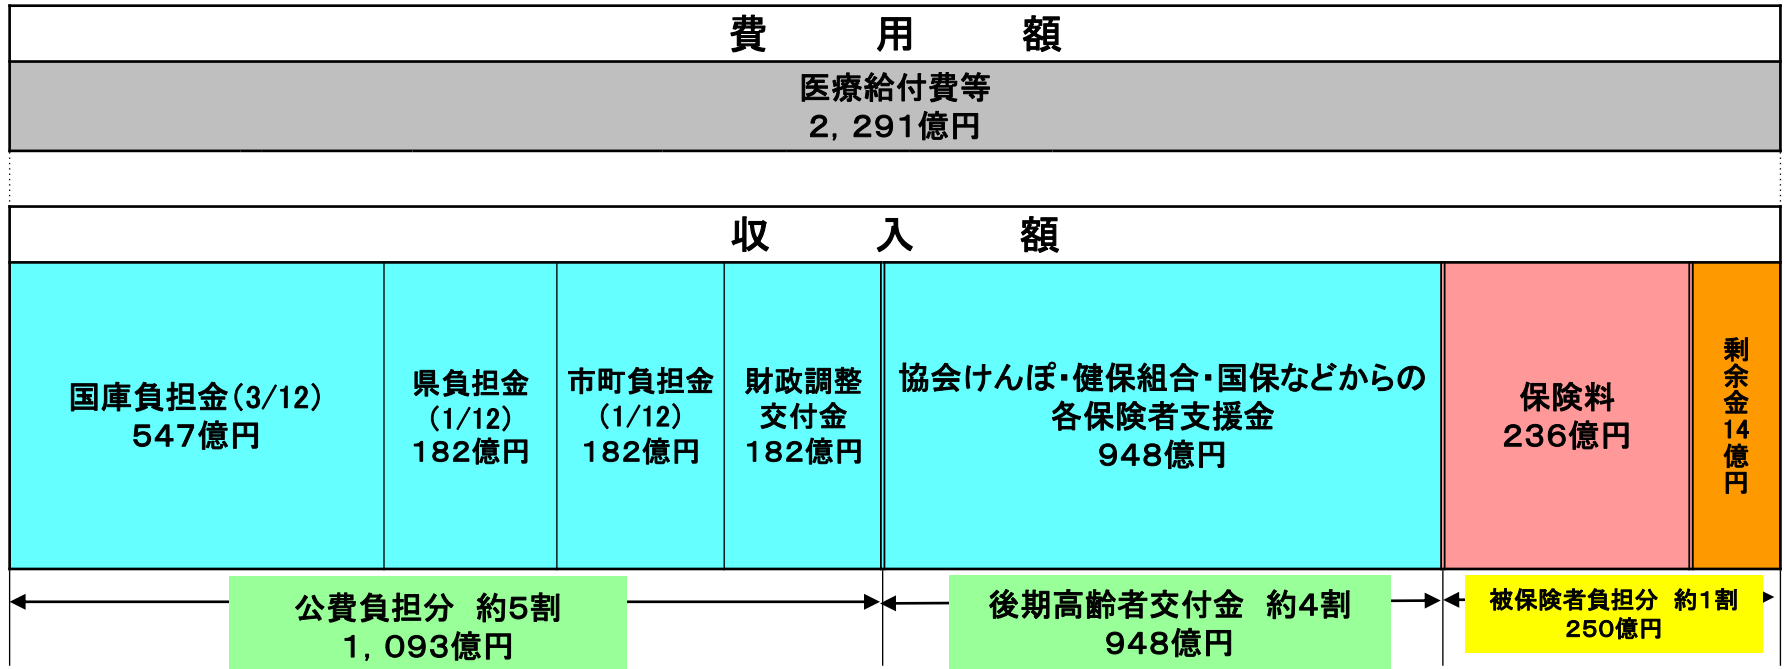 費用額
医療給付費等
２，２９１億円
収入額
国庫負担金（３/１２）
５４７億円
県負担金
（１/１２）
１８２億円
市町負担金
（１/１２）
１８２億円
財政調整
交付金
１８２億円
協会けんぽ・健保組合・国保などからの
各保険者支援金
９４８億円
保険料
２３６億円
剰余金14億円
公費負担分　約５割
１，０９３億円
後期高齢者交付金　約４割
９４８億円
被保険者負担分　約１割
２５０億円